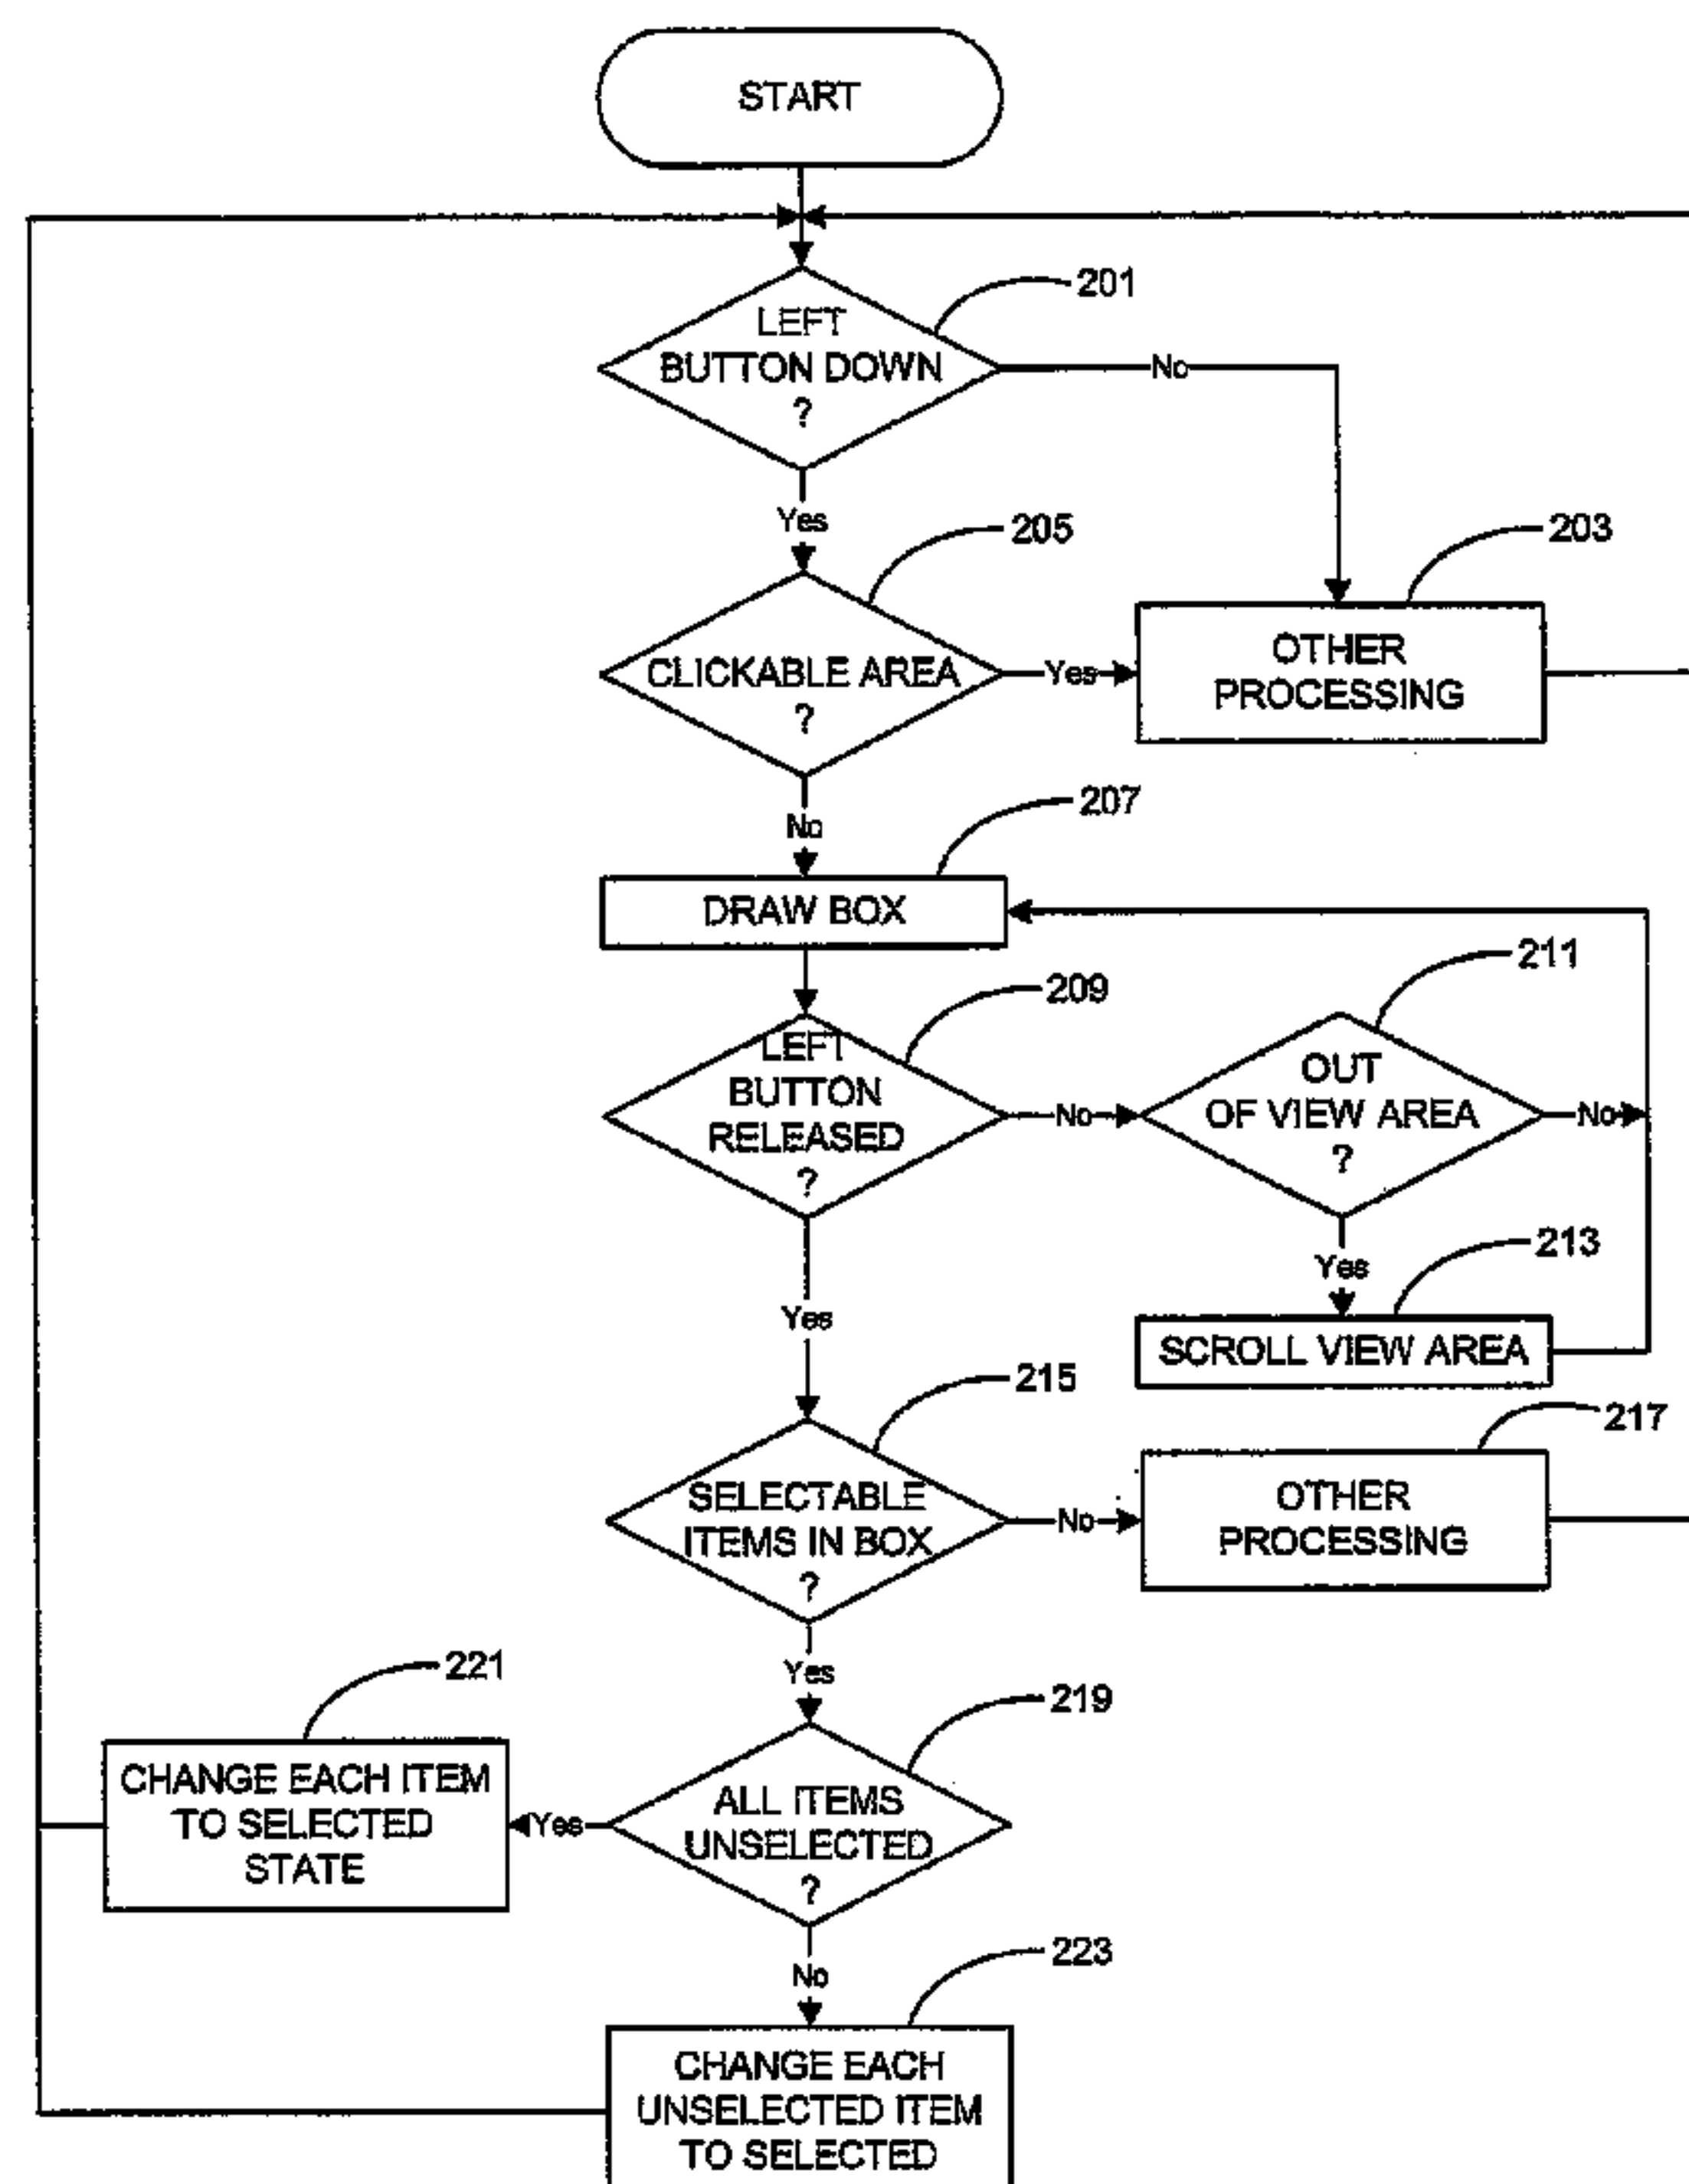 START
201
LEFT
BUTTON DOWN
?
No
Yes
205
203
CLICKABLE AREA
?
Yes
OTHER
PROCESSING
No
207
DRAW BOX
209
211
LEFT
BUTTON
RELEASED
?
No
OUT
OF VIEW AREA
?
No
Yes
213
Yes
SCROLL VIEW AREA
215
217
SELECTABLE
ITEMS IN BOX
?
No
OTHER
PROCESSING
Yes
221
219
CHANGE EACH ITEM
TO SELECTED
STATE
Yes
ALL ITEMS
UNSELECTED
?
No
223
CHANGE EACH
UNSELECTED ITEM
TO SELECTED